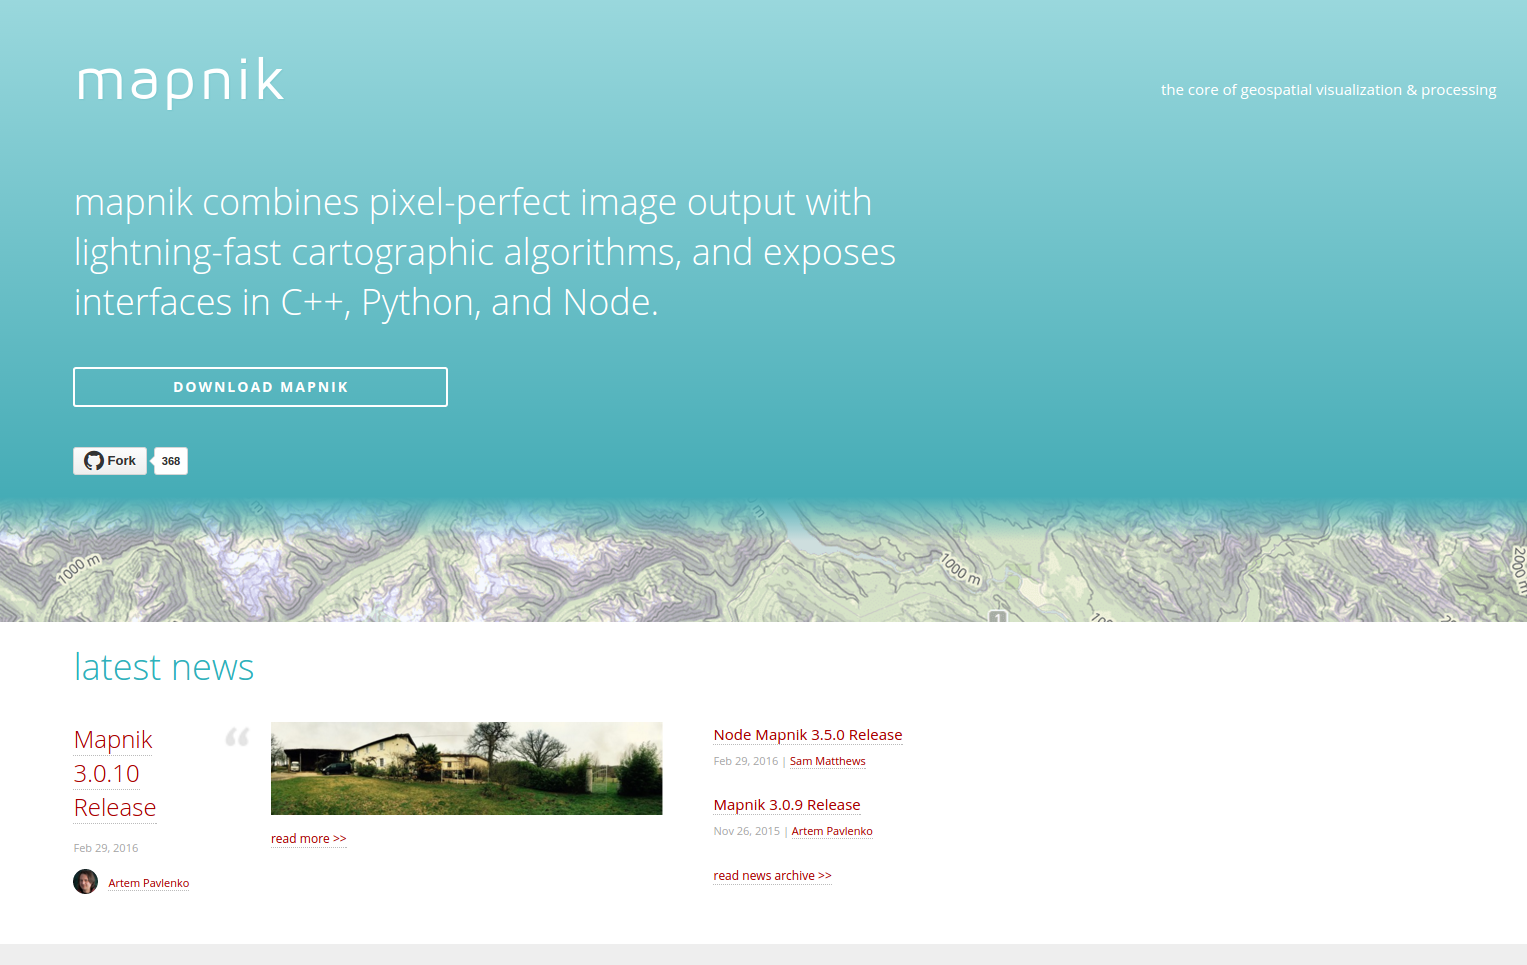 mapnik
the core of geospatial visualization & processing
mapnik combines pixel-perfect image output with
lightning-fast cartographic algorithms, and exposes
interfaces in C++, Python, and Node.
DOWNLOAD MAPNIK
Fork 368
1000 m
1000 m
2000 m
1
latest news
Mapnik
3.0.10
Release
Feb 29, 2016
Artem Pavlenko
“
read more >>
Node Mapnik 3.5.0 Release
Feb 29, 2016 | Sam Matthews
Mapnik 3.0.9 Release
Nov 26, 2015 | Artem Pavlenko
read news archive >>